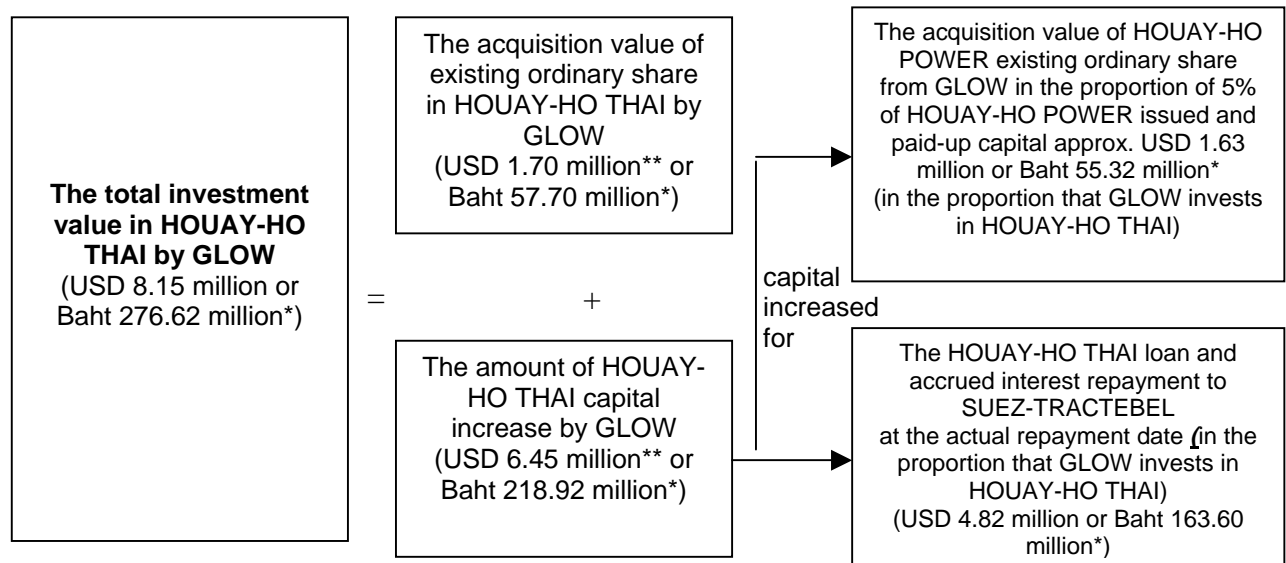 The total investment
value in HOUAY-HO
THAI by GLOW
(USD 8.15 million or
Baht 276.62 million*)
=
The acquisition value of
existing ordinary share
in HOUAY-HO THAI by
GLOW
(USD 1.70 million** or
Baht 57.70 million*)
+
The amount of HOUAY-
HO THAI capital
increase by GLOW
(USD 6.45 million** or
Baht 218.92 million*)
capital
increased
for
The acquisition value of HOUAY-HO
POWER existing ordinary share
from GLOW in the proportion of 5%
of HOUAY-HO POWER issued and
paid-up capital approx. USD 1.63
million or Baht 55.32 million*
(in the proportion that GLOW invests
in HOUAY-HO THAI)
The HOUAY-HO THAI loan and
accrued interest repayment to
SUEZ-TRACTEBEL
at the actual repayment date (in the
proportion that GLOW invests in
HOUAY-HO THAI)
(USD 4.82 million or Baht 163.60
million*)